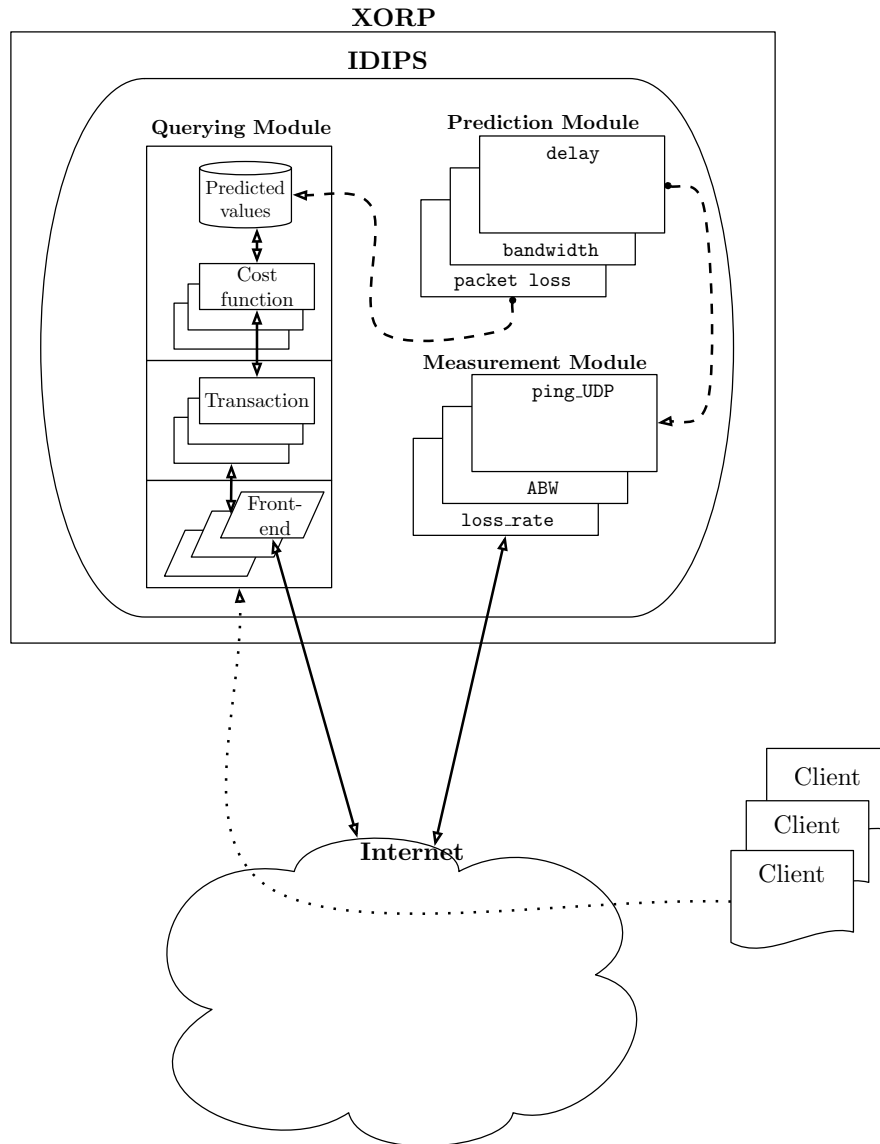 XORP
IDIPS
Querying Module
Predicted
values
Cost
function
Transaction
Front-
end
Prediction Module
delay
bandwidth
packet loss
Measurement Module
ping_UDP
ABW
loss_rate
Internet
Client
Client
Client